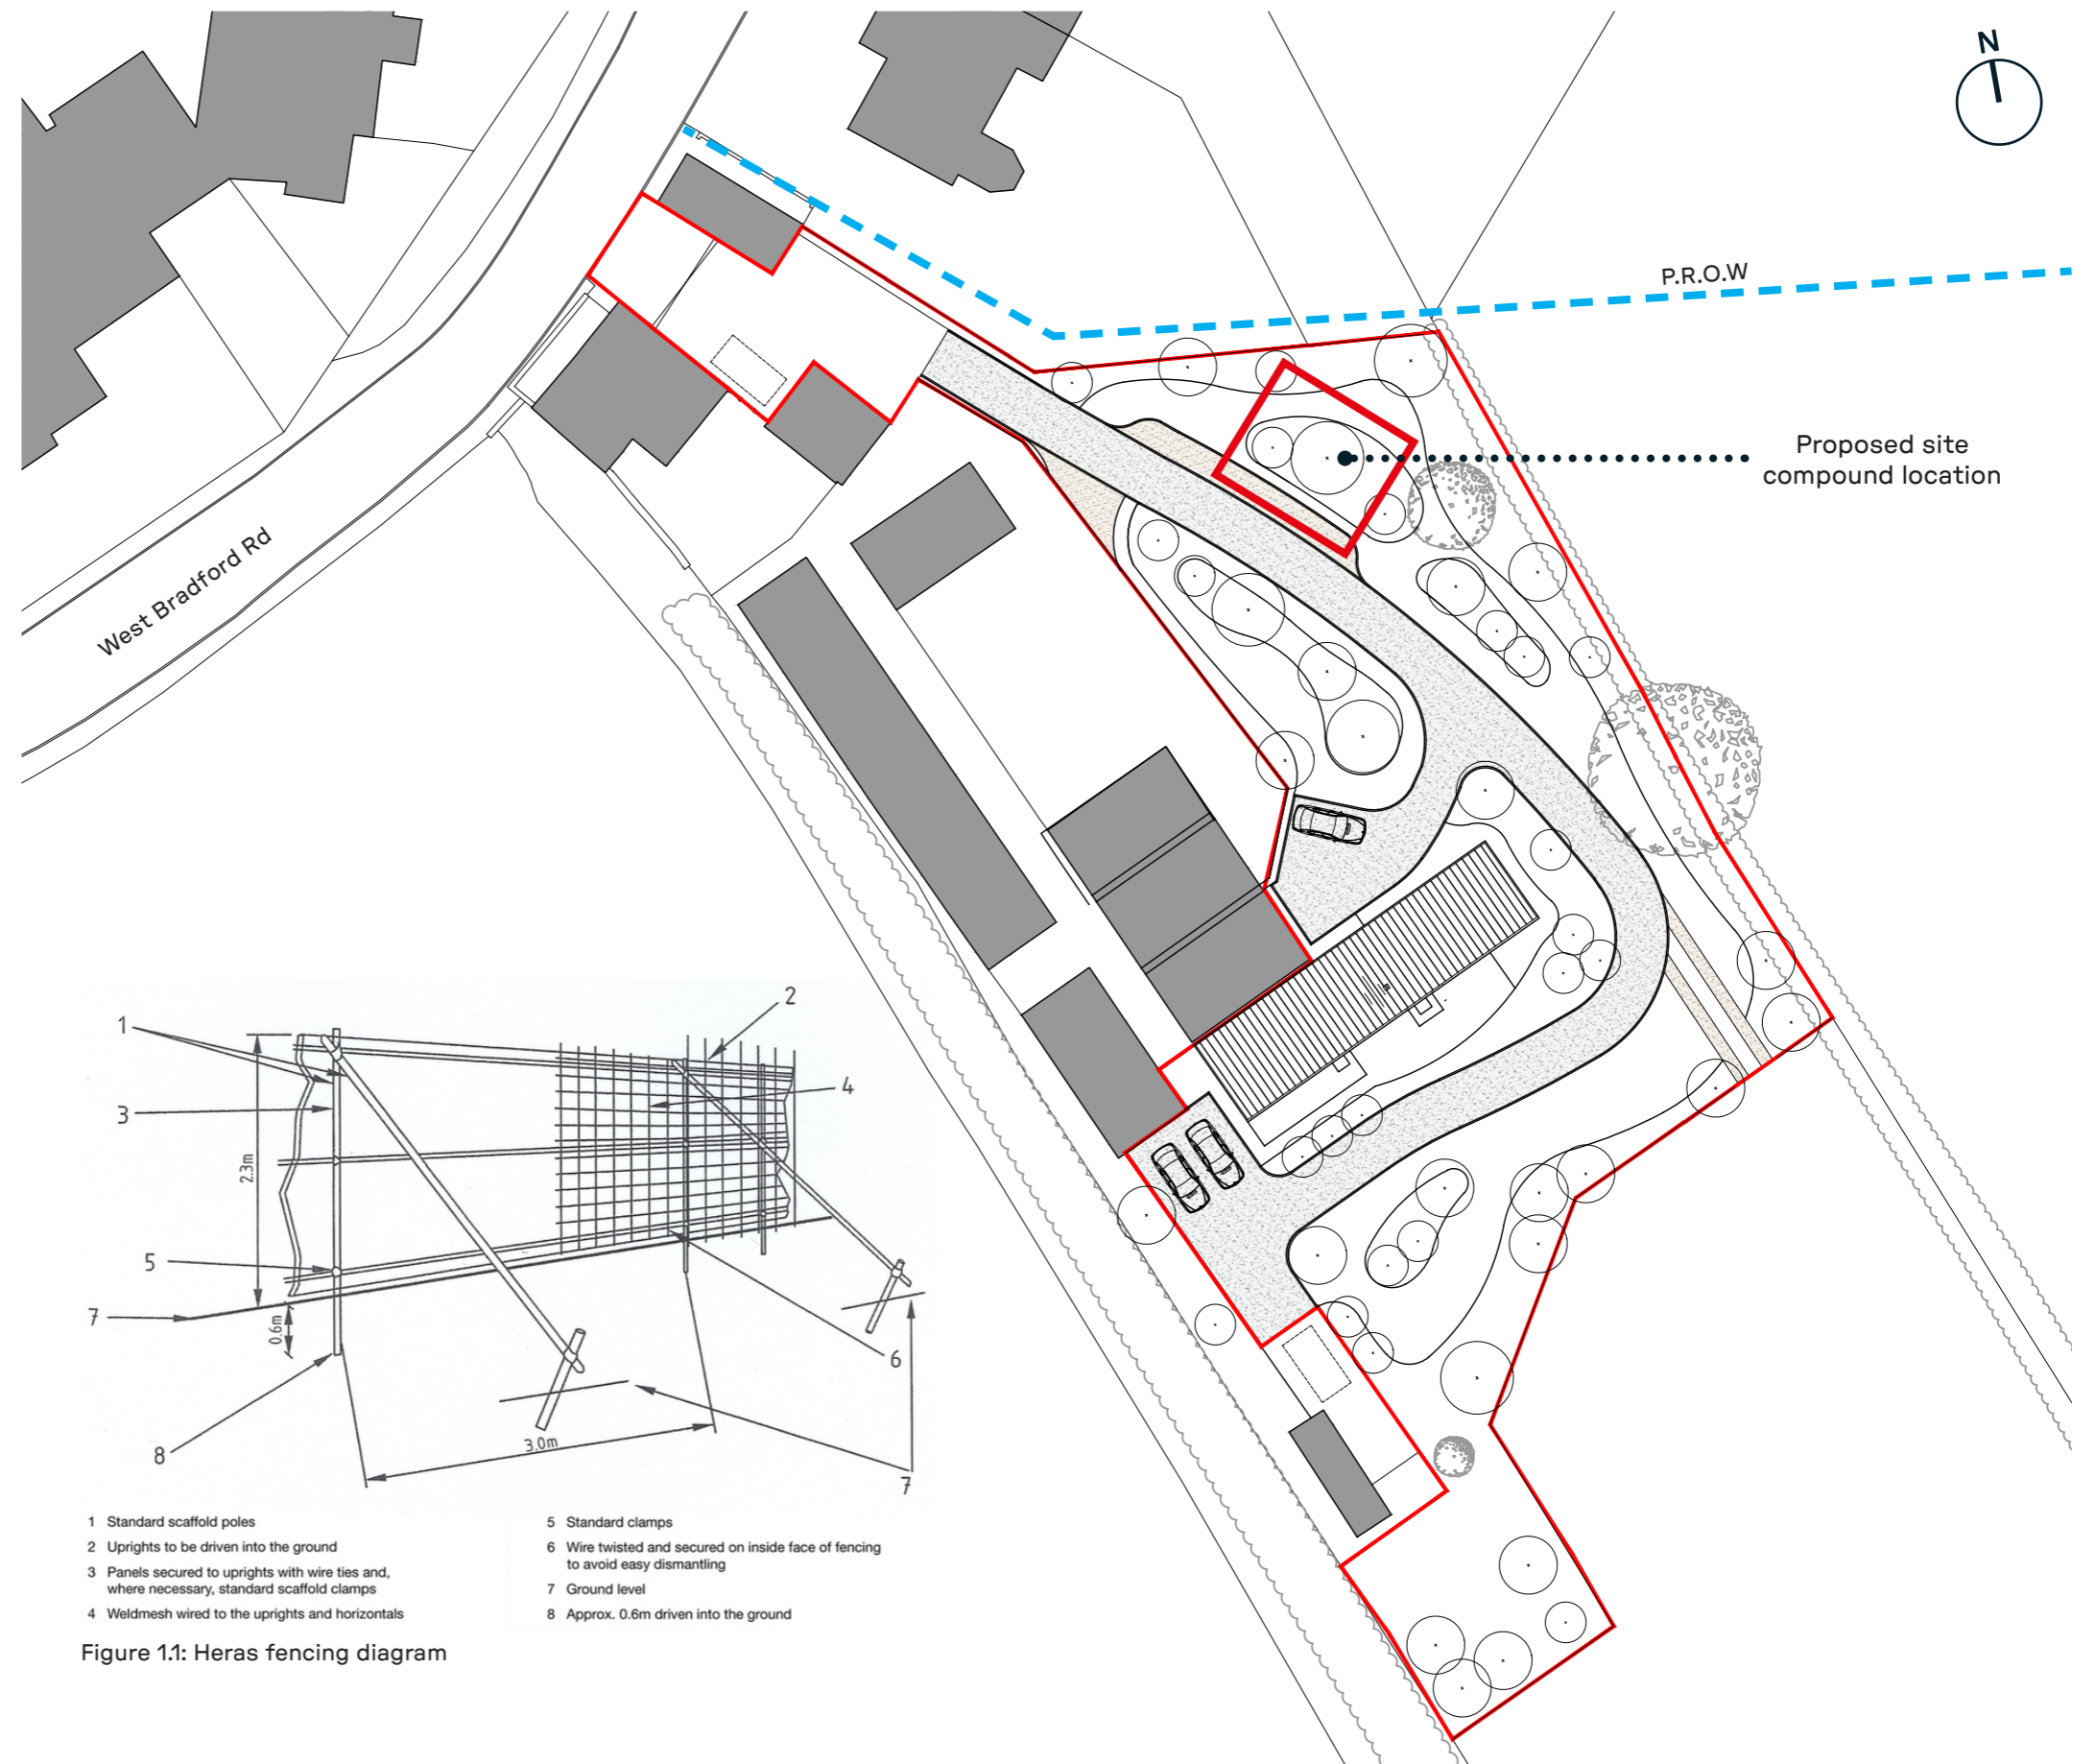 N
P.R.O.W
Proposed site
compound location
West Bradford Rd
1
2
3
4
2.3m
5
7
0.6m
6
8
3.0m
7
1 Standard scaffold poles
2 Uprights to be driven into the ground
3 Panels secured to uprights with wire ties and,
where necessary, standard scaffold clamps
4 Weldmesh wired to the uprights and horizontals
5 Standard clamps
6 Wire twisted and secured on inside face of fencing
to avoid easy dismantling
7 Ground level
8 Approx. 0.6m driven into the ground
Figure 1.1: Heras fencing diagram